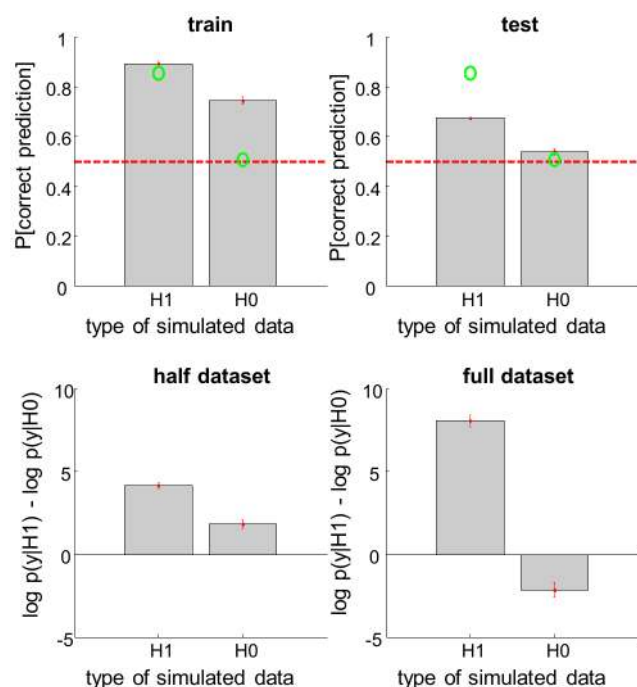 train
test
P[correct prediction]
1
0.8
0.6
0.4
0.2
0
H1
H0
type of simulated data
P[correct prediction]
1
0.8
0.6
0.4
0.2
0
H1
H0
type of simulated data
half dataset
full dataset
log p(y|H1) - log p(y|H0)
10
5
0
-5
H1
H0
type of simulated data
log p(y|H1) - log p(y|H0)
10
5
0
-5
H1
H0
type of simulated data